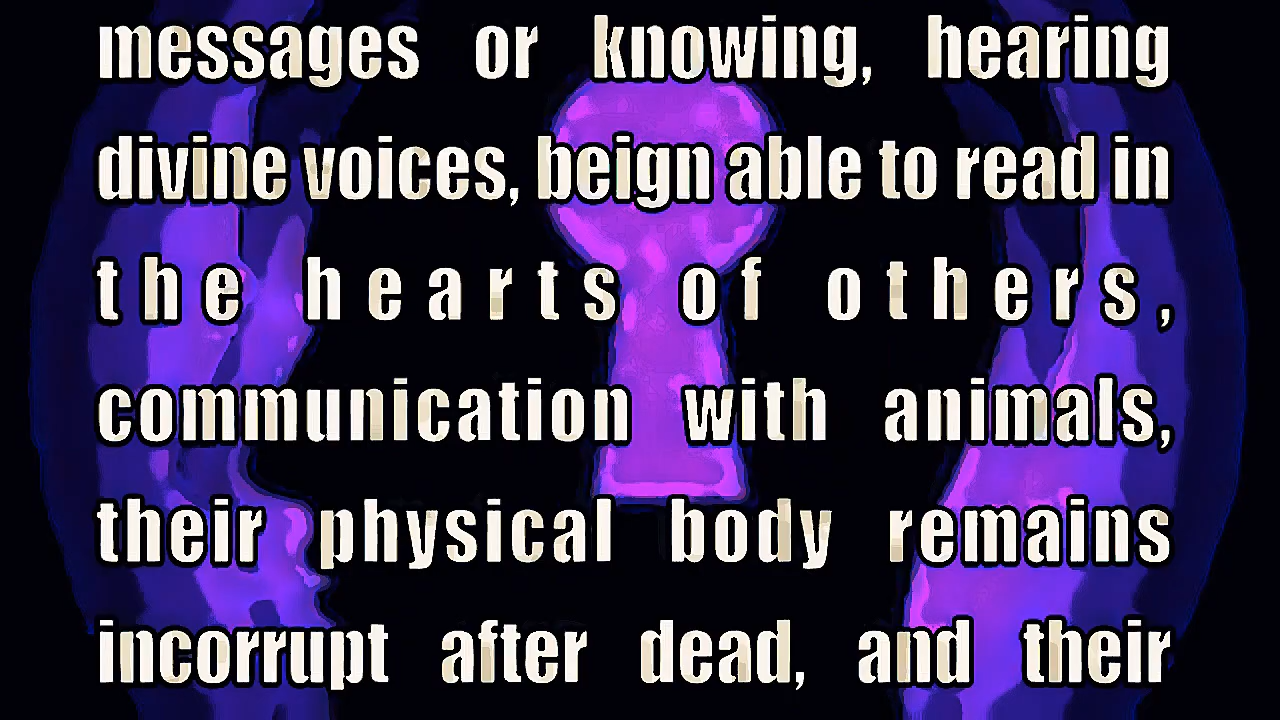 messages or knowing, hearing
divine voices, beign able to read in
the hearts of others,
communication with animals,
their physical body remains
incorrupt after dead, and their